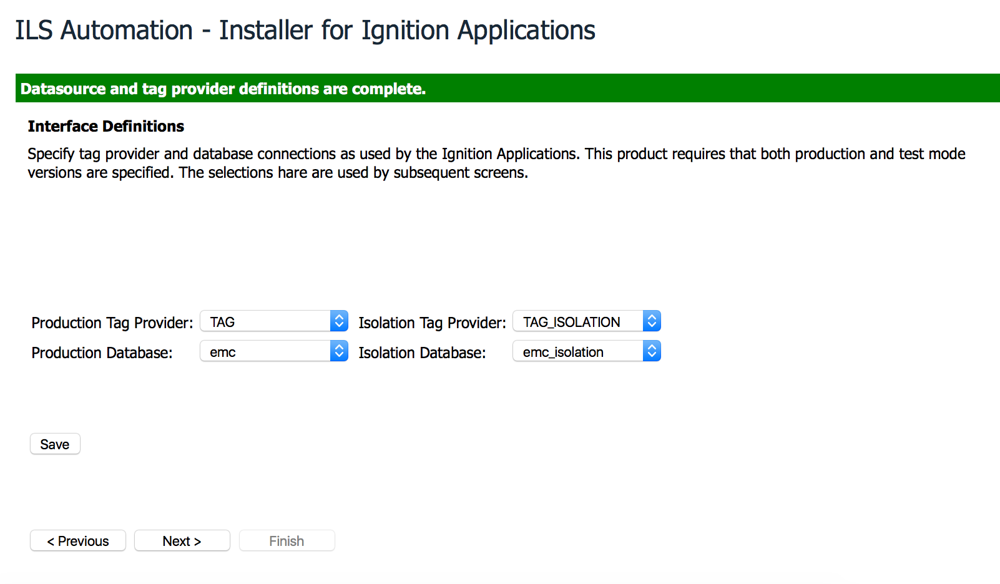 ILS Automation - Installer for Ignition Applications
Datasource and tag provider definitions are complete.
Interface Definitions
Specify tag provider and database connections as used by the Ignition Applications. This product requires that both production and test mode
versions are specified. The selections hare are used by subsequent screens.
Production Tag Provider: TAG Isolation Tag Provider: TAG_ISOLATION
Production Database: emc Isolation Database: emc_isolation
Save
< Previous Next > Finish